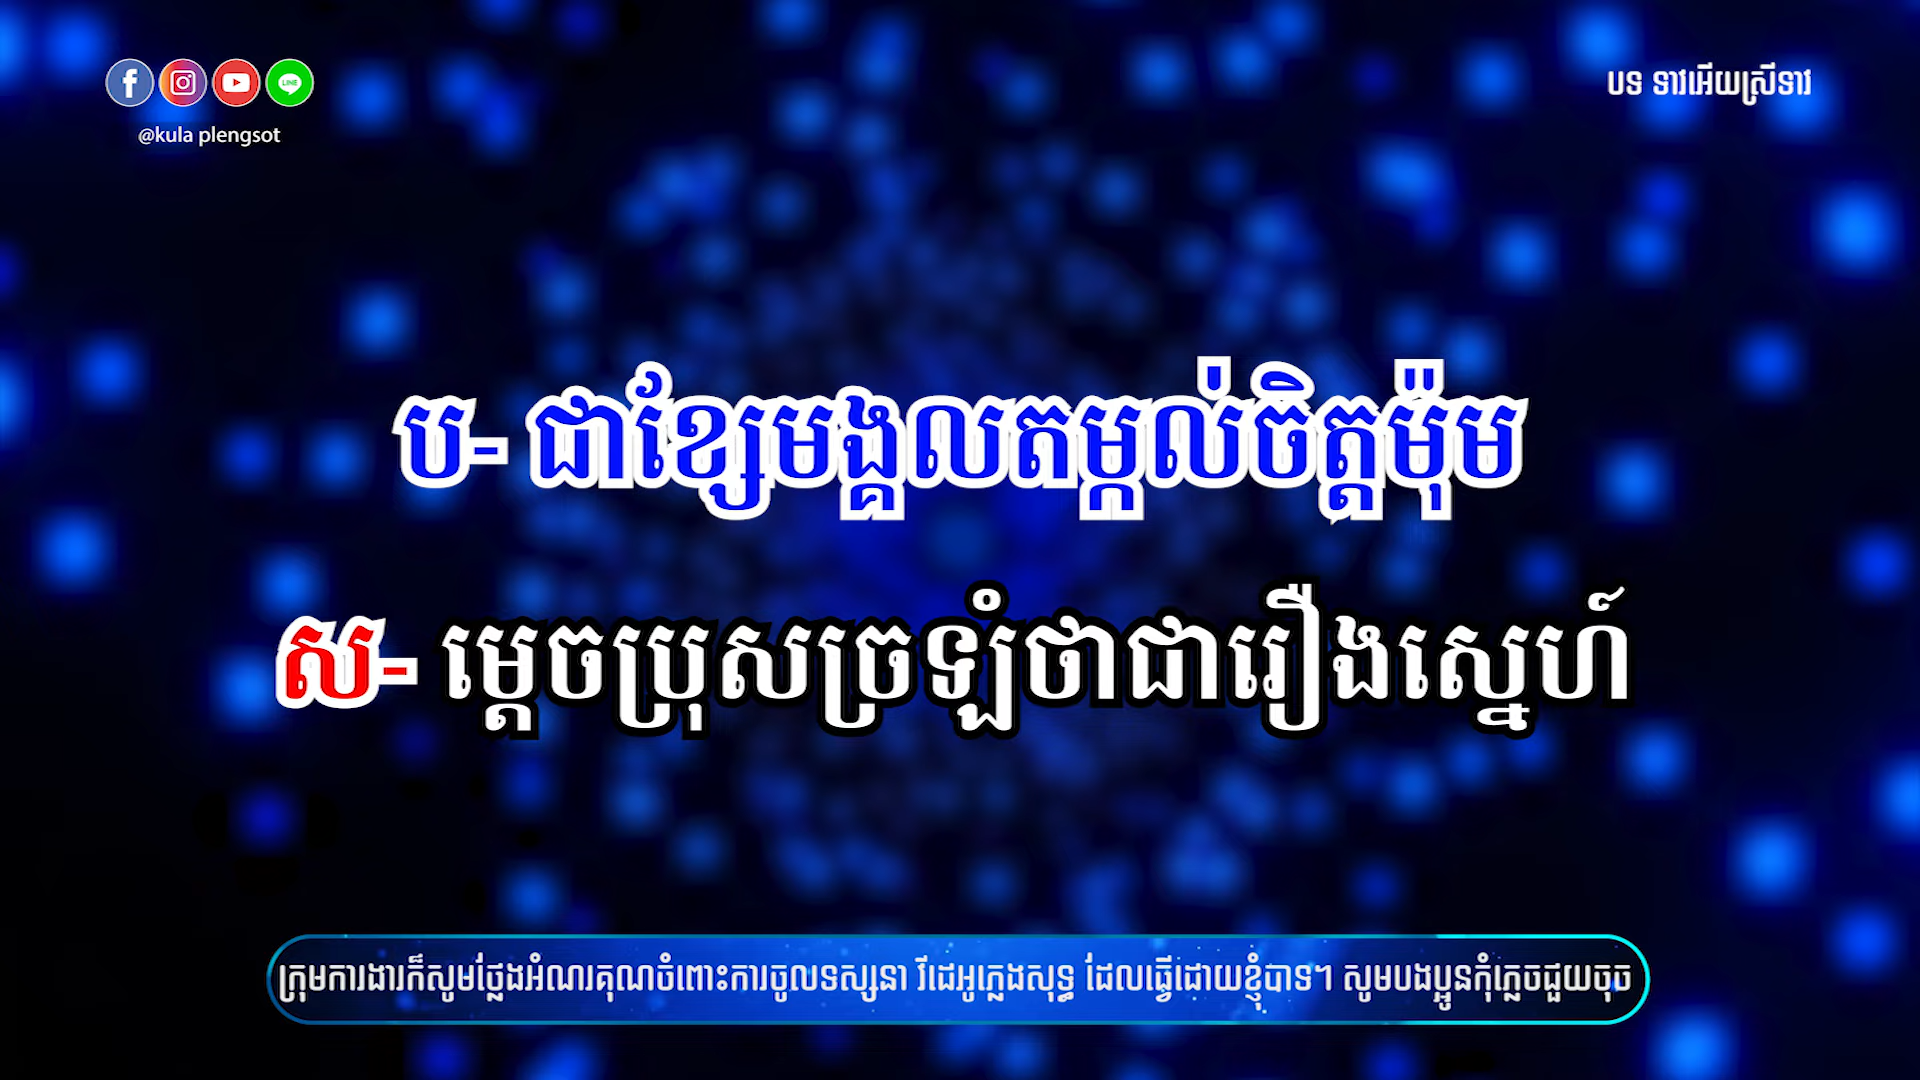 បទ ទាវអើយស្រីទាវ
LINE
@kula plengsot
ប- ជាខ្សែមង្គលតម្កល់ចិត្តម៉ុម
ស- ម្ដេចប្រុសច្រឡំថាជារឿងស្នេហ៍
ក្រុមការងារក៏សូមថ្លែងអំណរគុណចំពោះការចូលទស្សនា វីដេអូភ្លេងសុទ្ធ ដែលធ្វើដោយខ្ញុំបាទ។ សូមបងប្អូនកុំភ្លេចជួយចុច